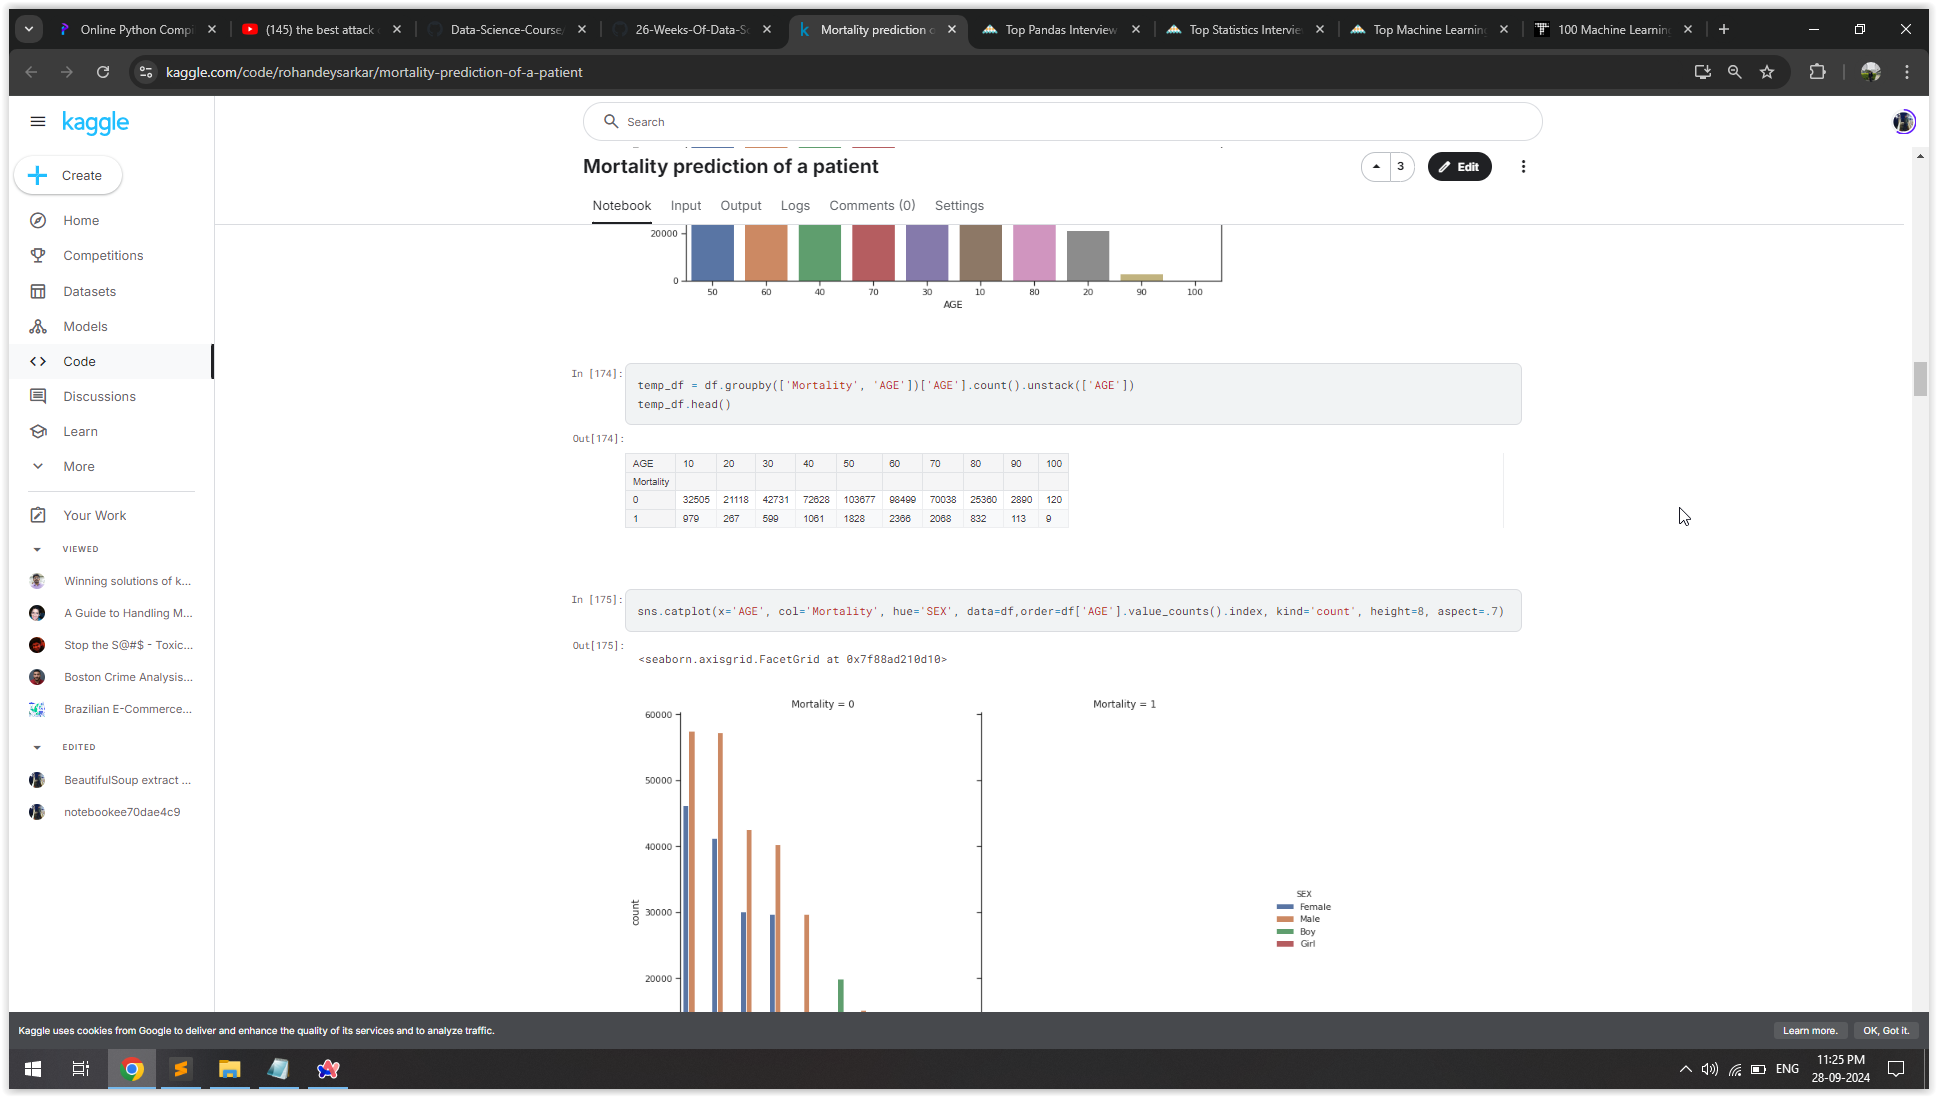 Online Python Compi
(145) the best attack
Data-Science-Course/
26-Weeks-Of-Data-S
Mortality prediction o
Top Pandas Interview
Top Statistics Intervie
Top Machine Learning
100 Machine Learning
kaggle.com/code/rohandeysarkar/mortality-prediction-of-a-patient
kaggle
Search
Create
Home
Competitions
Datasets
Models
Code
Discussions
Learn
More
Your Work
VIEWED
Winning solutions of k...
A Guide to Handling M...
Stop the S@#$ - Toxic...
Boston Crime Analysis...
Brazilian E-Commerce...
EDITED
BeautifulSoup extract ...
notebookee70dae4c9
Mortality prediction of a patient
3
Edit
Notebook Input Output Logs Comments (0) Settings
20000
0
50 60 40 70 30 10 80 20 90 100
AGE
In [174]:
temp_df = df.groupby(['Mortality', 'AGE'])['AGE'].count().unstack(['AGE'])
temp_df.head()
Out[174]:
AGE 10 20 30 40 50 60 70 80 90 100
Mortality
0 32505 21118 42731 72628 103677 98499 70038 25360 2890 120
1 979 267 599 1061 1828 2366 2068 832 113 9
In [175]:
sns.catplot(x='AGE', col='Mortality', hue='SEX', data=df,order=df['AGE'].value_counts().index, kind='count', height=8, aspect=.7)
Out[175]:
<seaborn.axisgrid.FacetGrid at 0x7f88ad210d10>
Mortality = 0
Mortality = 1
60000
50000
40000
30000
20000
count
SEX
Female
Male
Boy
Girl
Kaggle uses cookies from Google to deliver and enhance the quality of its services and to analyze traffic.
Learn more.
OK, Got it.
ENG
11:25 PM
28-09-2024